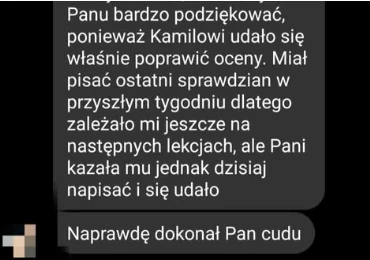 Panu bardzo podziękować,
ponieważ Kamilowi udało się
właśnie poprawić oceny. Miał
pisać ostatni sprawdzian w
przyszłym tygodniu dlatego
zależało mi jeszcze na
następnych lekcjach, ale Pani
kazała mu jednak dzisiaj
napisać i się udało
Naprawdę dokonał Pan cudu